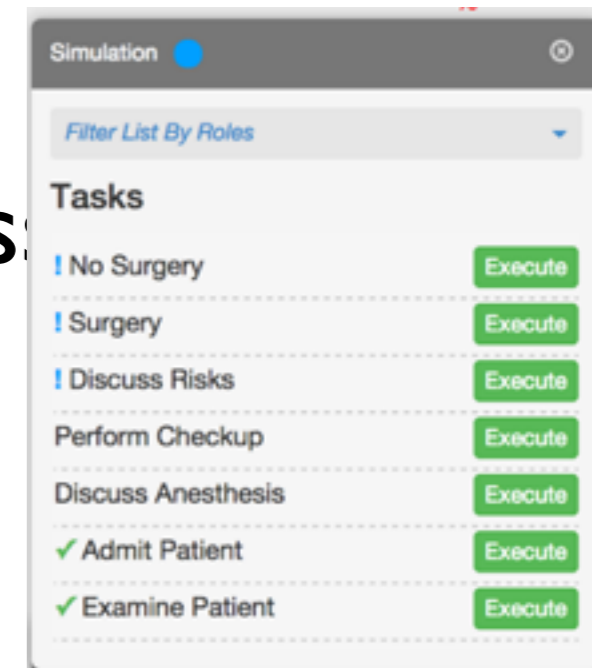 Simulation
Filter List By Roles
Tasks
! No Surgery Execute
! Surgery Execute
! Discuss Risks Execute
Perform Checkup Execute
Discuss Anesthesis Execute
✓ Admit Patient Execute
✓ Examine Patient Execute